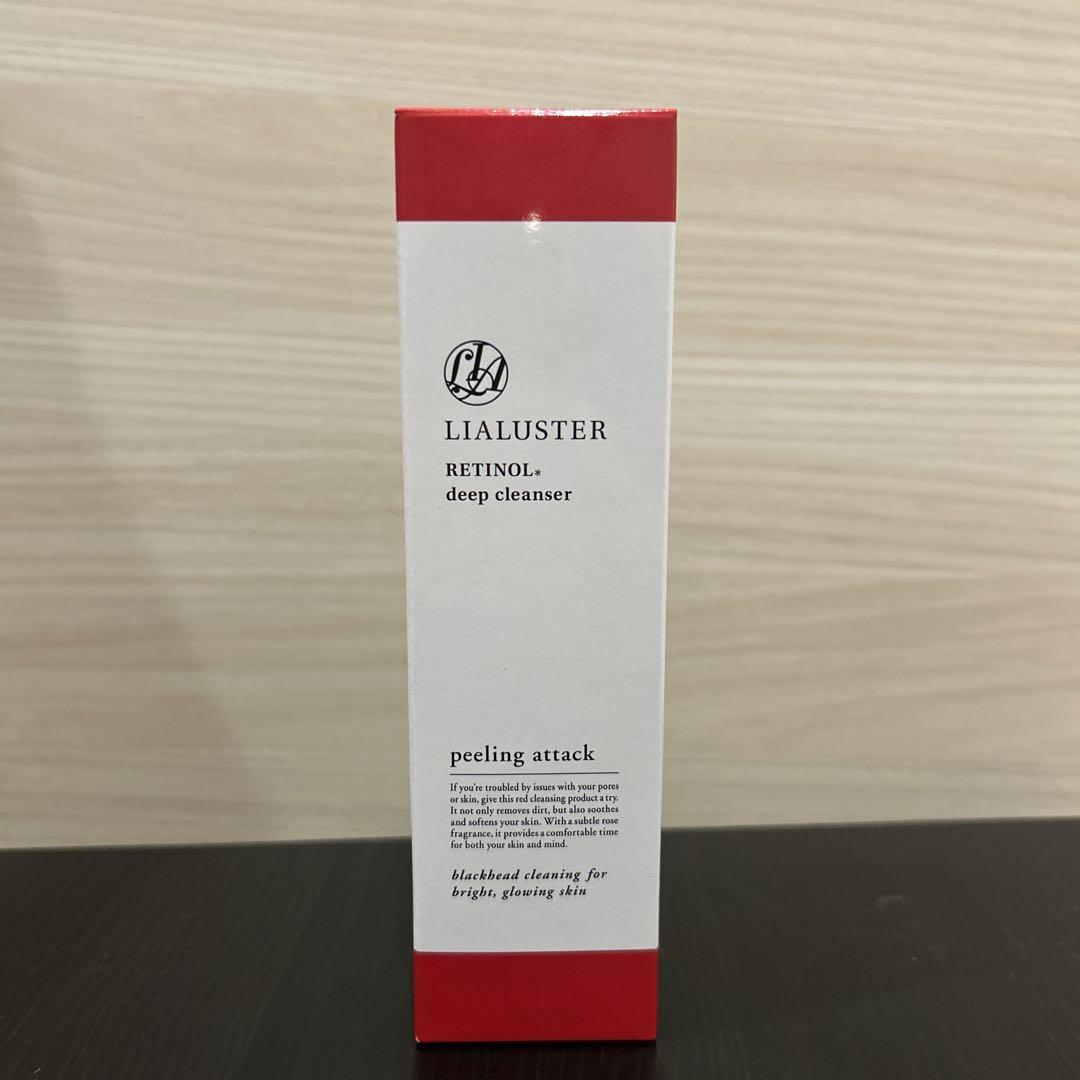 LIA
LIALUSTER
RETINOL*
deep cleanser
peeling attack
If you're troubled by issues with your pores
or skin, give this red cleansing product a try.
It not only removes dirt, but also soothes
and softens your skin. With a subtle rose
fragrance, it provides a comfortable time
for both your skin and mind.
blackhead cleaning for
bright, glowing skin